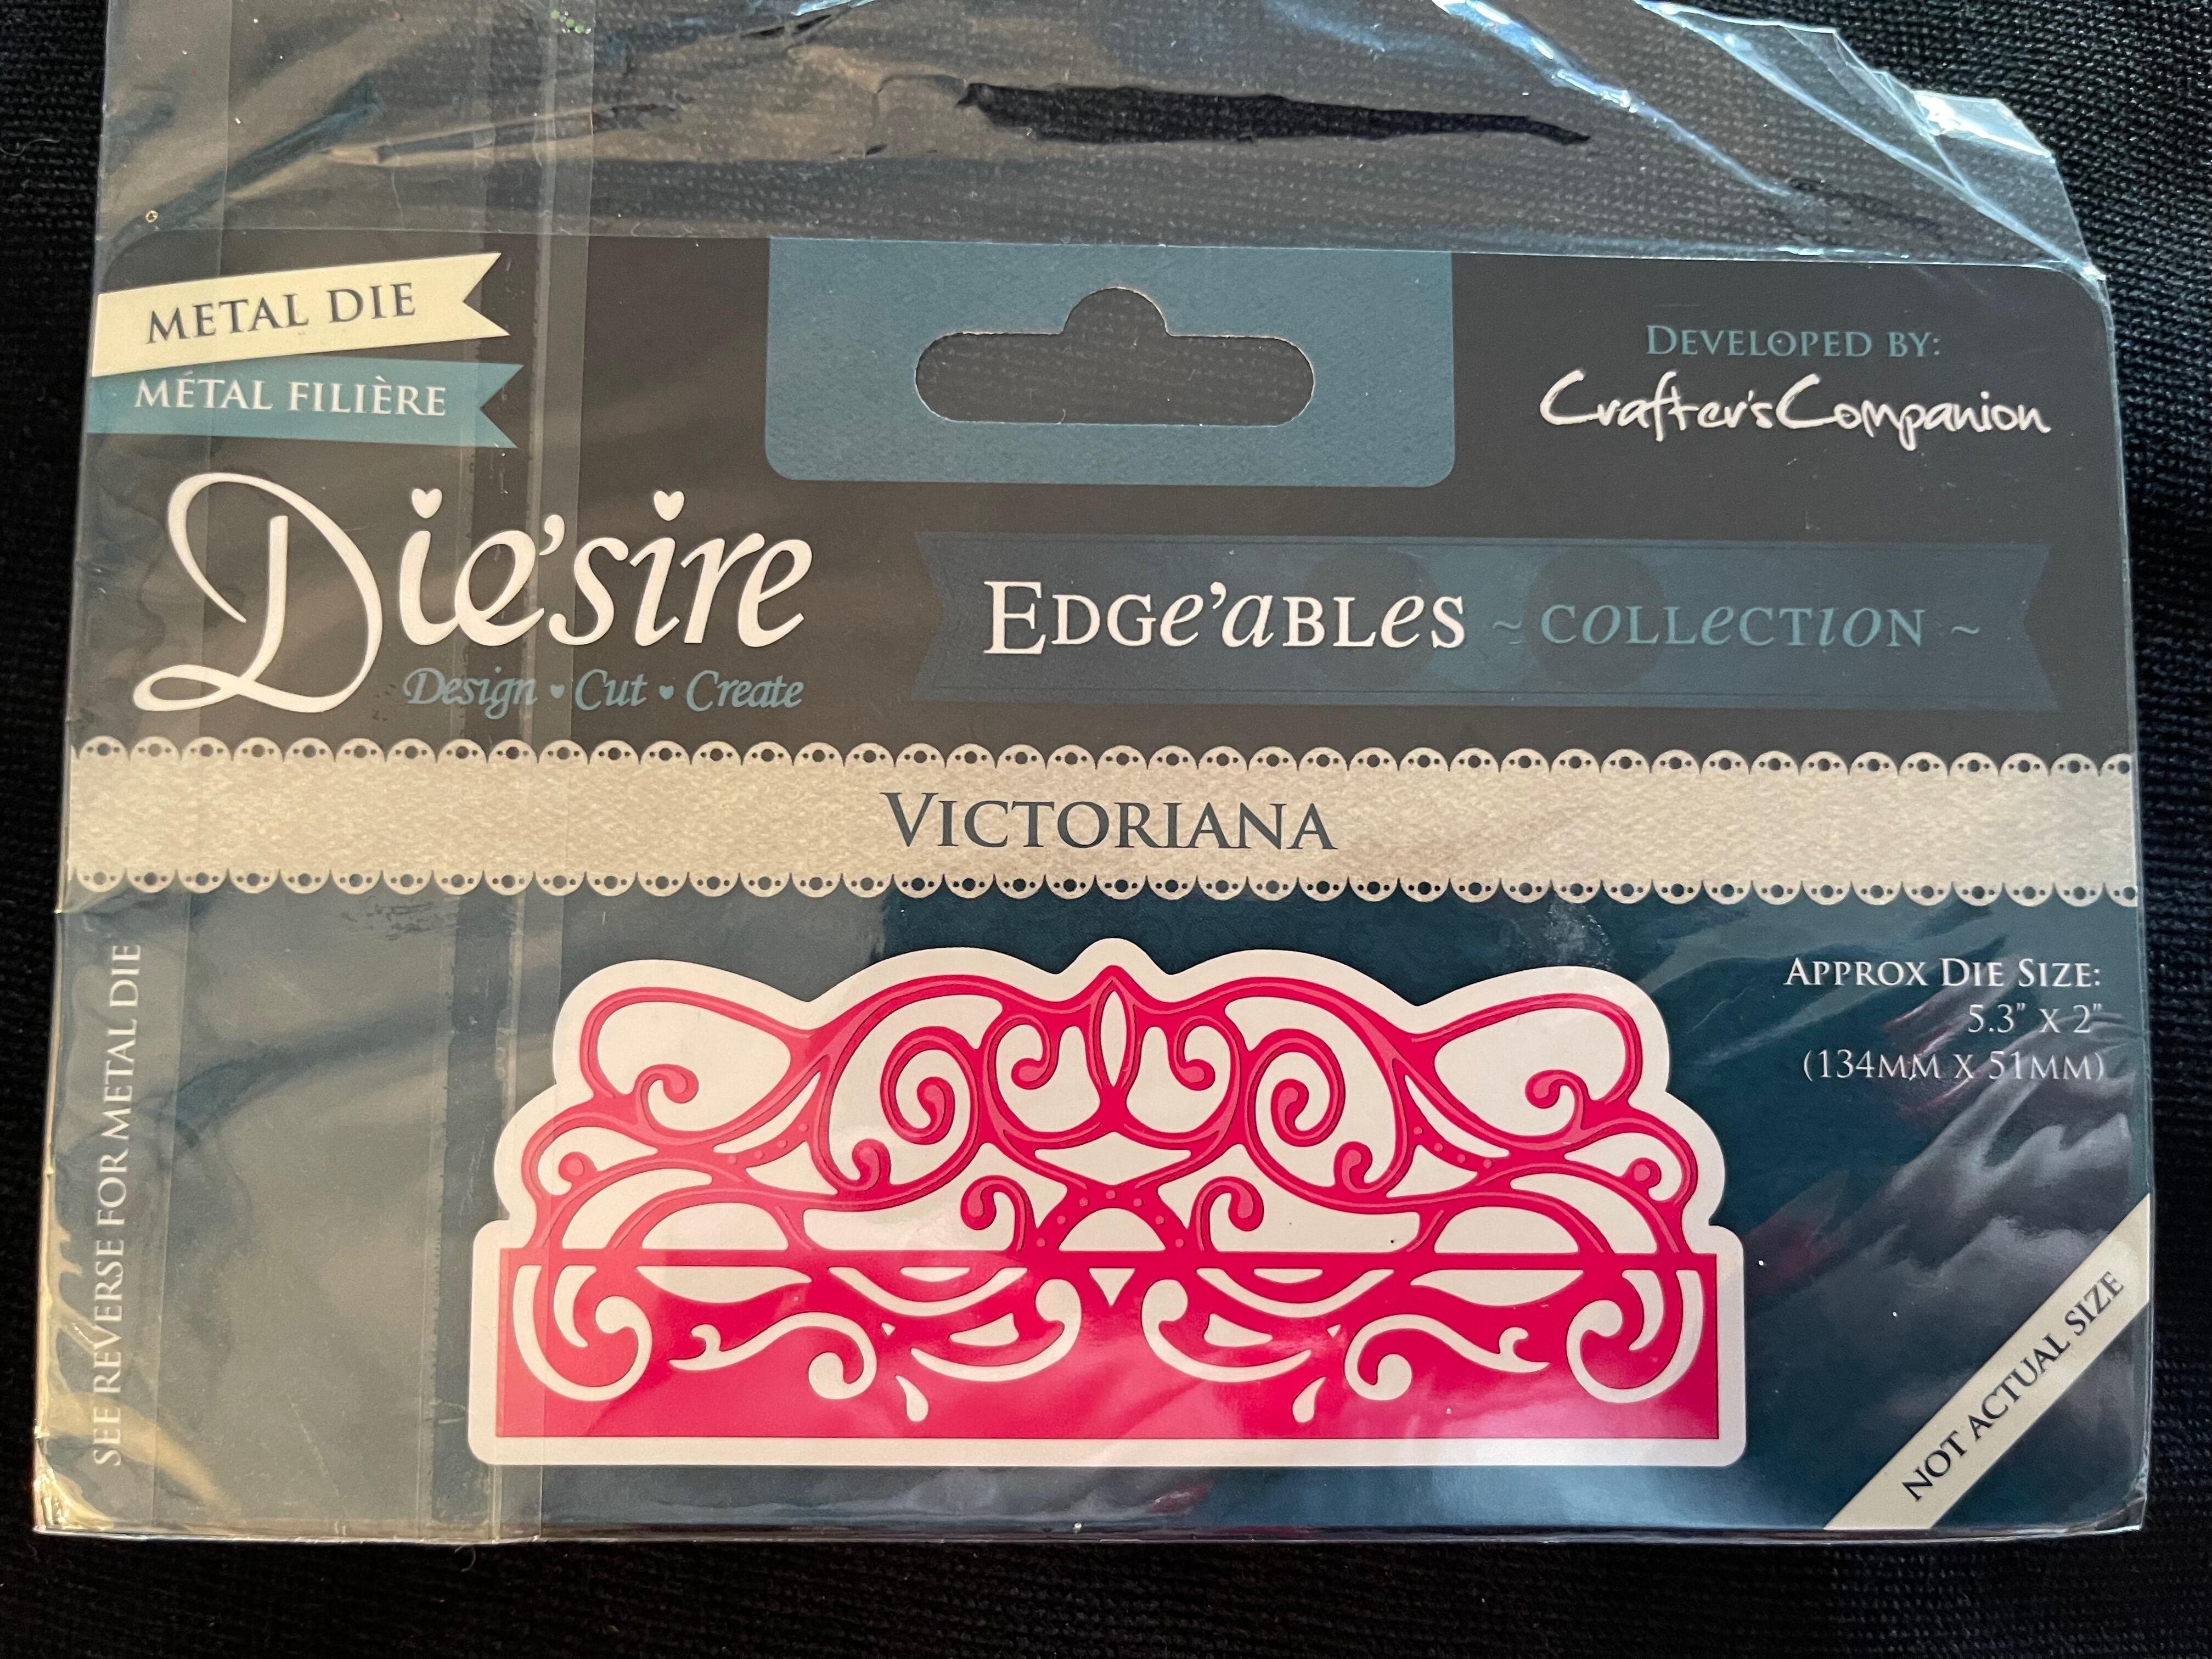 METAL DIE
MÉTAL FILIÈRE
DEVELOPED BY:
Crafter's Companion
Die'sire
Design • Cut • Create
EDGe'aBLeS ~ COLLeCTION ~
VICTORIANA
SEE REVERSE FOR METAL DIE
APPROX DIE SIZE:
5.3" X 2"
(134MM X 51MM)
NOT ACTUAL SIZE